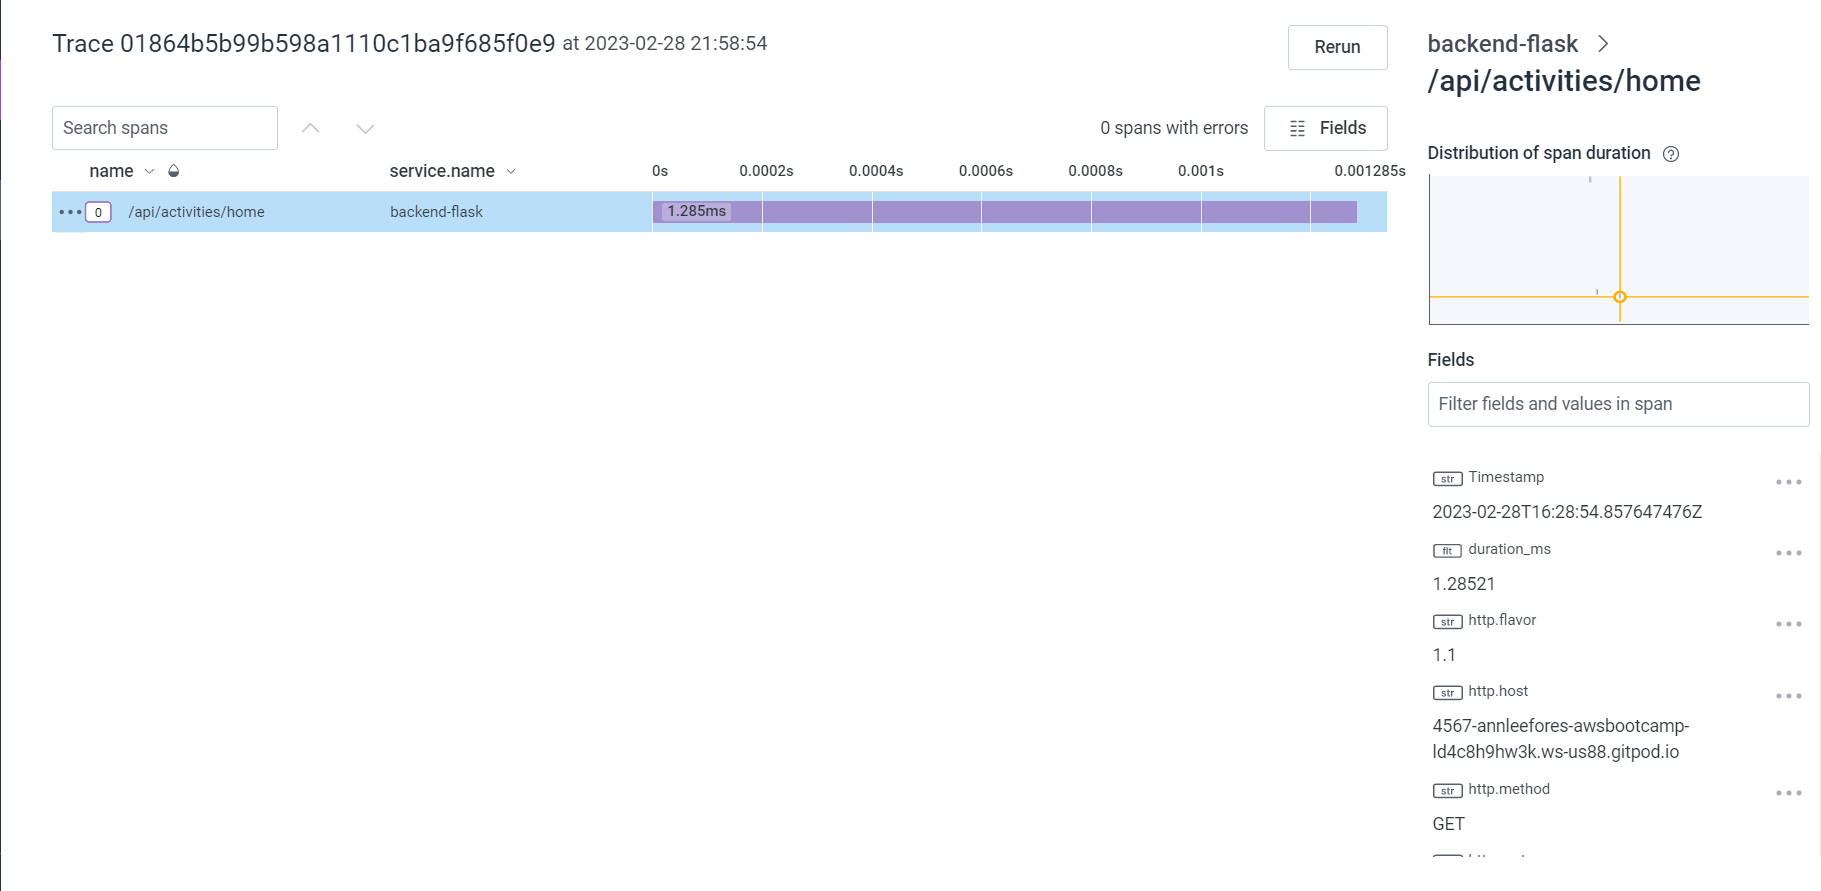 Trace 01864b5b99b598a1110c1ba9f685f0e9 at 2023-02-28 21:58:54
Rerun
Search spans
0 spans with errors
Fields
name service.name 0s 0.0002s 0.0004s 0.0006s 0.0008s 0.001s 0.001285s
0 /api/activities/home backend-flask 1.285ms
backend-flask
/api/activities/home
Distribution of span duration
Fields
Filter fields and values in span
str Timestamp
2023-02-28T16:28:54.857647476Z
flt duration_ms
1.28521
str http.flavor
1.1
str http.host
4567-annleefores-awsbootcamp-
ld4c8h9hw3k.ws-us88.gitpod.io
str http.method
GET